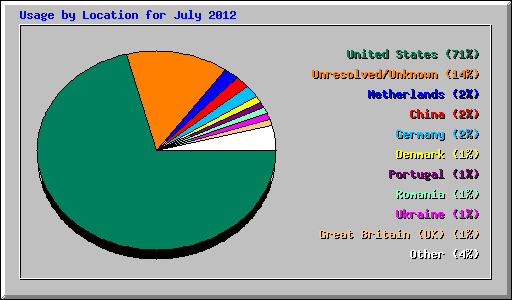 Usage by Location for July 2012
United States (71%)
Unresolved/Unknown (14%)
Netherlands (2%)
China (2%)
Germany (2%)
Denmark (1%)
Portugal (1%)
Romania (1%)
Ukraine (1%)
Great Britain (UK) (1%)
Other (4%)